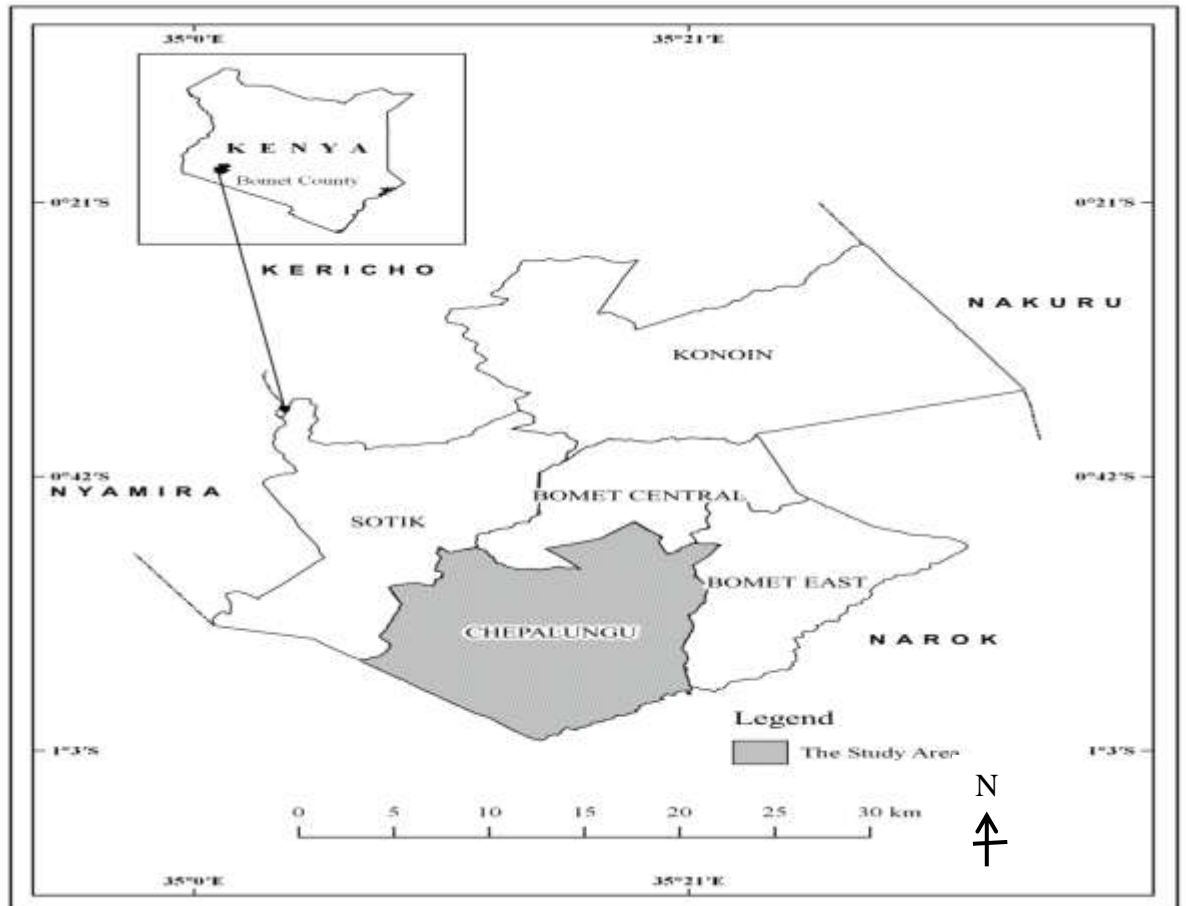 35°0'E 35°21'E
K E N Y A
Bomet County
0°21'S 0°21'S
KERICHO
NAKURU
KONOIN
0°42'S 0°42'S
NYAMIRA
BOMET CENTRAL
SOTIK
BOMET EAST
CHEPALUNGU
NAROK
Legend
The Study Area
1°3'S 1°3'S
N
0 5 10 15 20 25 30 km
35°0'E 35°21'E